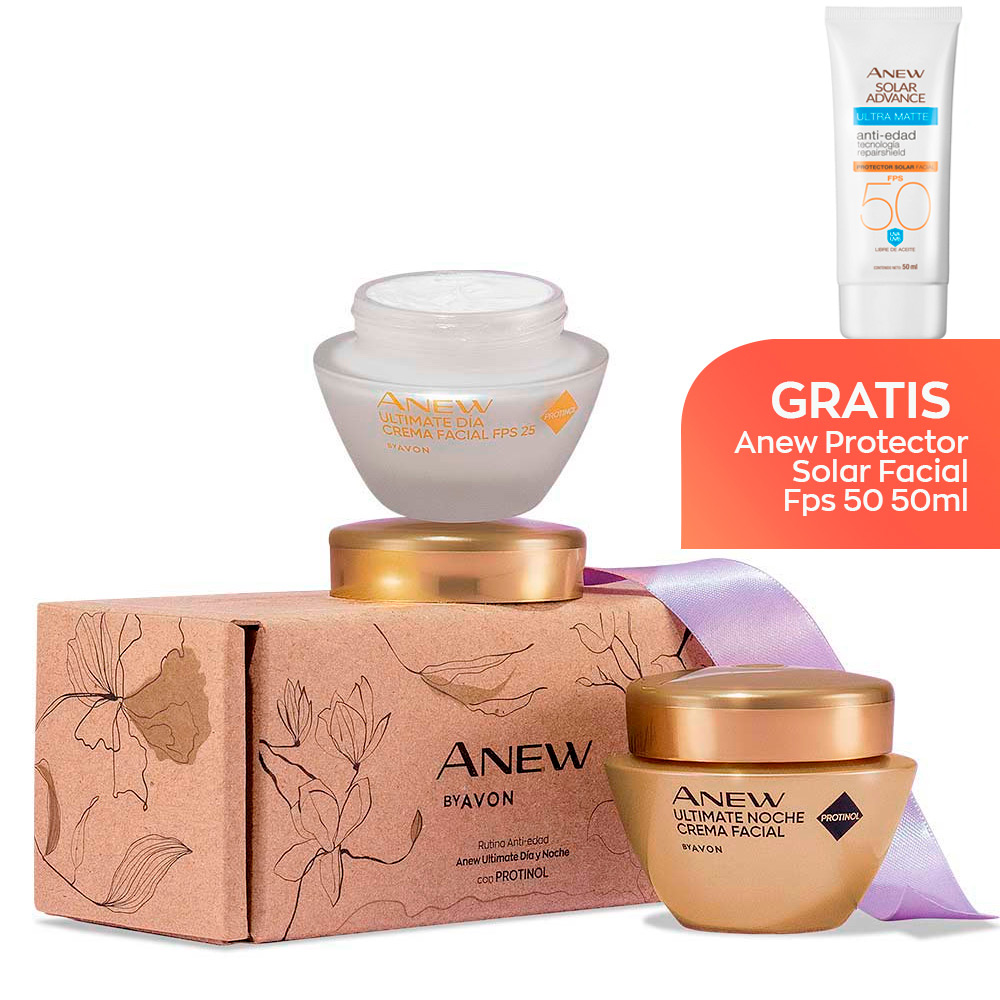 ANEW
SOLAR
ADVANCE
ULTRA MATTE
anti-edad
tecnología
repairshield
PROTECTOR SOLAR FACIAL
FPS
50
UVA
UVB
LIBRE DE ACEITE
CONTENIDO NETO 50 ml
GRATIS
Anew Protector
Solar Facial
Fps 50 50ml
ANEW
ULTIMATE DÍA
CREMA FACIAL FPS 25
BY AVON
PROTINOL
ANEW
BY AVON
Rutina Anti-edad
Anew Ultimate Día y Noche
con PROTINOL
ANEW
ULTIMATE NOCHE
CREMA FACIAL
BY AVON
PROTINOL